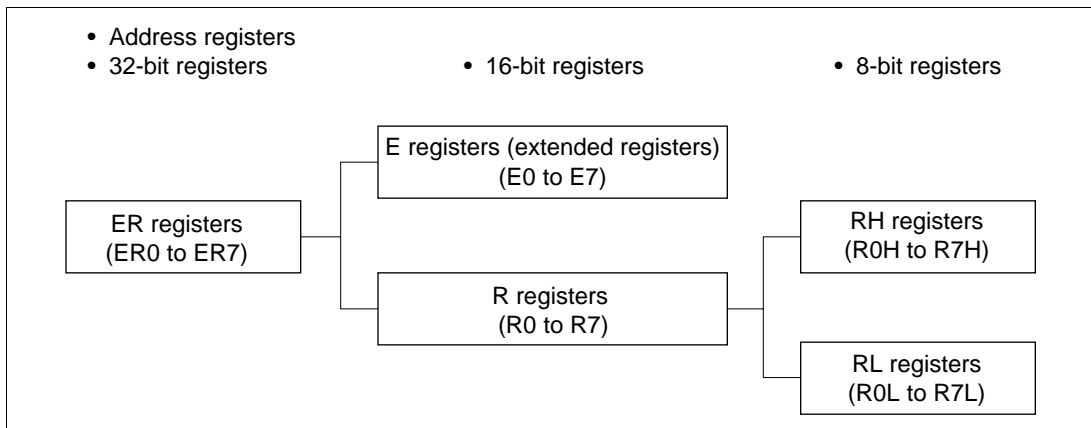 • Address registers
• 32-bit registers
• 16-bit registers
• 8-bit registers
E registers (extended registers)
(E0 to E7)
ER registers
(ER0 to ER7)
RH registers
(R0H to R7H)
R registers
(R0 to R7)
RL registers
(R0L to R7L)